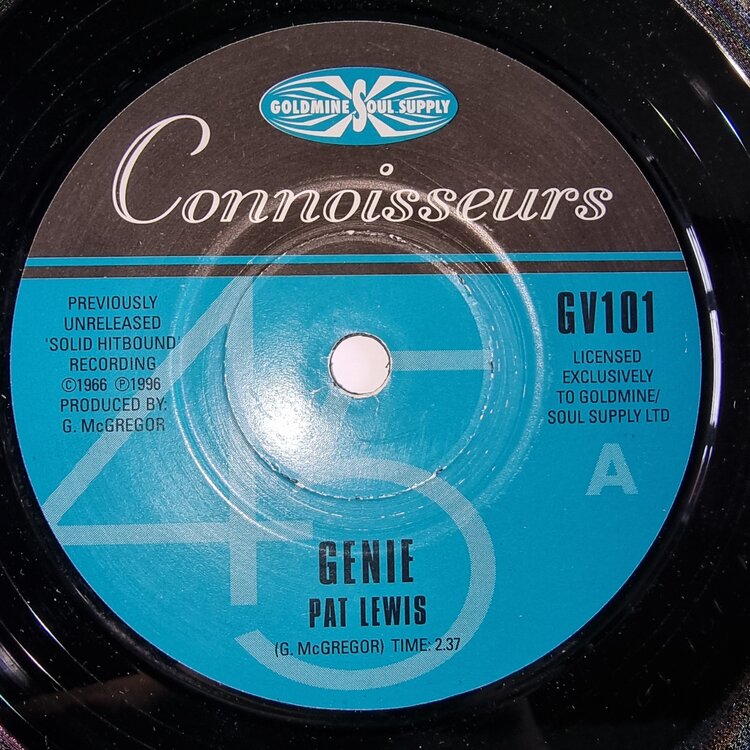 GOLDMINE SOUL SUPPLY
Connoisseurs
PREVIOUSLY
UNRELEASED
'SOLID HITBOUND'
RECORDING
©1966 ℗1996
PRODUCED BY:
G. McGREGOR
GV101
LICENSED
EXCLUSIVELY
TO GOLDMINE/
SOUL SUPPLY LTD
A
45
GENIE
PAT LEWIS
(G. McGREGOR) TIME: 2.37